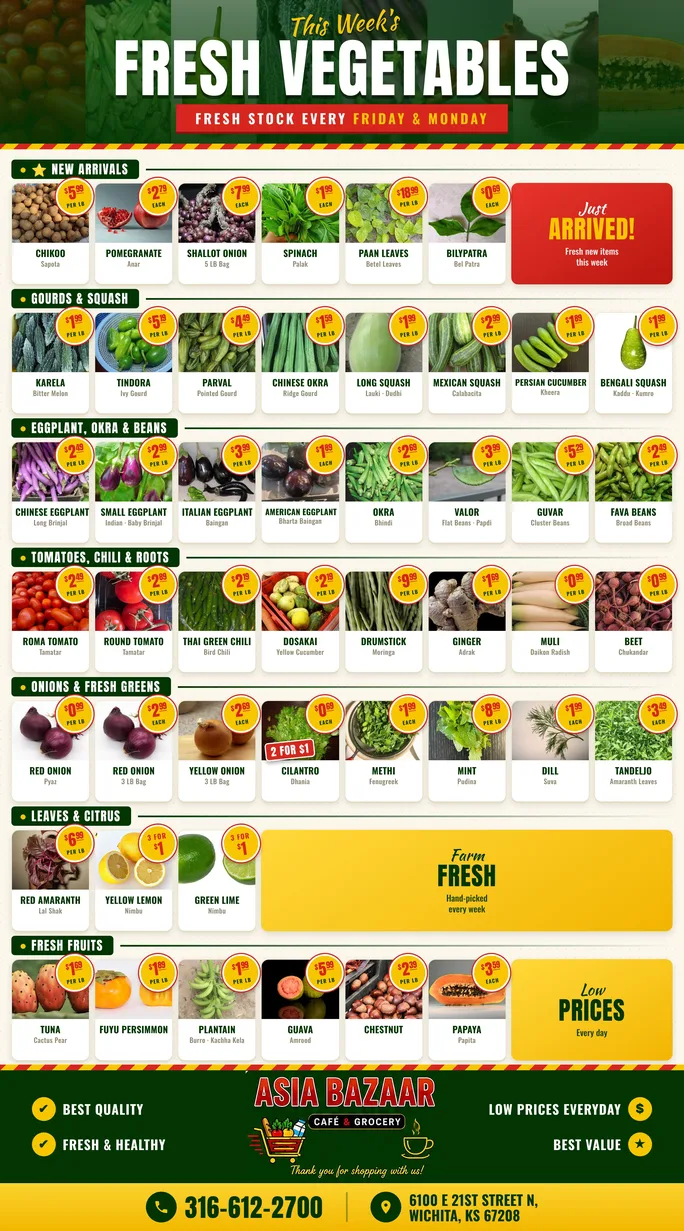 This Week's
FRESH VEGETABLES
FRESH STOCK EVERY FRIDAY & MONDAY
NEW ARRIVALS
$5.99 PER LB
CHIKOO
Sapota
$2.79 EACH
POMEGRANATE
Anar
$7.99 EACH
SHALLOT ONION
5 LB Bag
$1.99 EACH
SPINACH
Palak
$18.99 PER LB
PAAN LEAVES
Betel Leaves
$0.69 EACH
BILYPATRA
Bel Patra
Just
ARRIVED!
Fresh new items
this week
GOURDS & SQUASH
$1.99 PER LB
KARELA
Bitter Melon
$5.19 PER LB
TINDORA
Ivy Gourd
$4.49 PER LB
PARVAL
Pointed Gourd
$1.59 PER LB
CHINESE OKRA
Ridge Gourd
$1.99 PER LB
LONG SQUASH
Lauki · Dudhi
$2.99 PER LB
MEXICAN SQUASH
Calabacita
$1.89 PER LB
PERSIAN CUCUMBER
Kheera
$1.99 PER LB
BENGALI SQUASH
Kaddu · Kumro
EGGPLANT, OKRA & BEANS
$2.49 PER LB
CHINESE EGGPLANT
Long Brinjal
$2.99 PER LB
SMALL EGGPLANT
Indian · Baby Brinjal
$3.99 PER LB
ITALIAN EGGPLANT
Baingan
$1.69 EACH
AMERICAN EGGPLANT
Bharta Baingan
$2.69 PER LB
OKRA
Bhindi
$3.99 PER LB
VALOR
Flat Beans · Papdi
$5.29 PER LB
GUVAR
Cluster Beans
$2.49 PER LB
FAVA BEANS
Broad Beans
TOMATOES, CHILI & ROOTS
$2.49 PER LB
ROMA TOMATO
Tamatar
$2.99 PER LB
ROUND TOMATO
Tamatar
$2.19 PER LB
THAI GREEN CHILI
Bird Chili
$2.19 PER LB
DOSAKAI
Yellow Cucumber
$9.99 PER LB
DRUMSTICK
Moringa
$1.69 PER LB
GINGER
Adrak
$0.99 PER LB
MULI
Daikon Radish
$0.99 PER LB
BEET
Chukandar
ONIONS & FRESH GREENS
$0.99 PER LB
RED ONION
Pyaz
$2.99 EACH
RED ONION
3 LB Bag
$2.69 EACH
YELLOW ONION
3 LB Bag
$0.69 EACH
2 FOR $1
CILANTRO
Dhania
$1.99 EACH
METHI
Fenugreek
$8.99 PER LB
MINT
Pudina
$1.99 EACH
DILL
Suva
$3.49 EACH
TANDELJO
Amaranth Leaves
LEAVES & CITRUS
$6.99 PER LB
RED AMARANTH
Lal Shak
3 FOR $1
YELLOW LEMON
Nimbu
3 FOR $1
GREEN LIME
Nimbu
Farm
FRESH
Hand-picked
every week
FRESH FRUITS
$1.69 PER LB
TUNA
Cactus Pear
$1.89 PER LB
FUYU PERSIMMON
$1.99 PER LB
PLANTAIN
Burro · Kachha Kela
$5.99 PER LB
GUAVA
Amrood
$2.39 PER LB
CHESTNUT
$3.59 PER LB
PAPAYA
Papita
Low
PRICES
Every day
BEST QUALITY
FRESH & HEALTHY
ASIA BAZAAR
CAFÉ & GROCERY
Thank you for shopping with us!
LOW PRICES EVERYDAY
BEST VALUE
316-612-2700
6100 E 21ST STREET N,
WICHITA, KS 67208